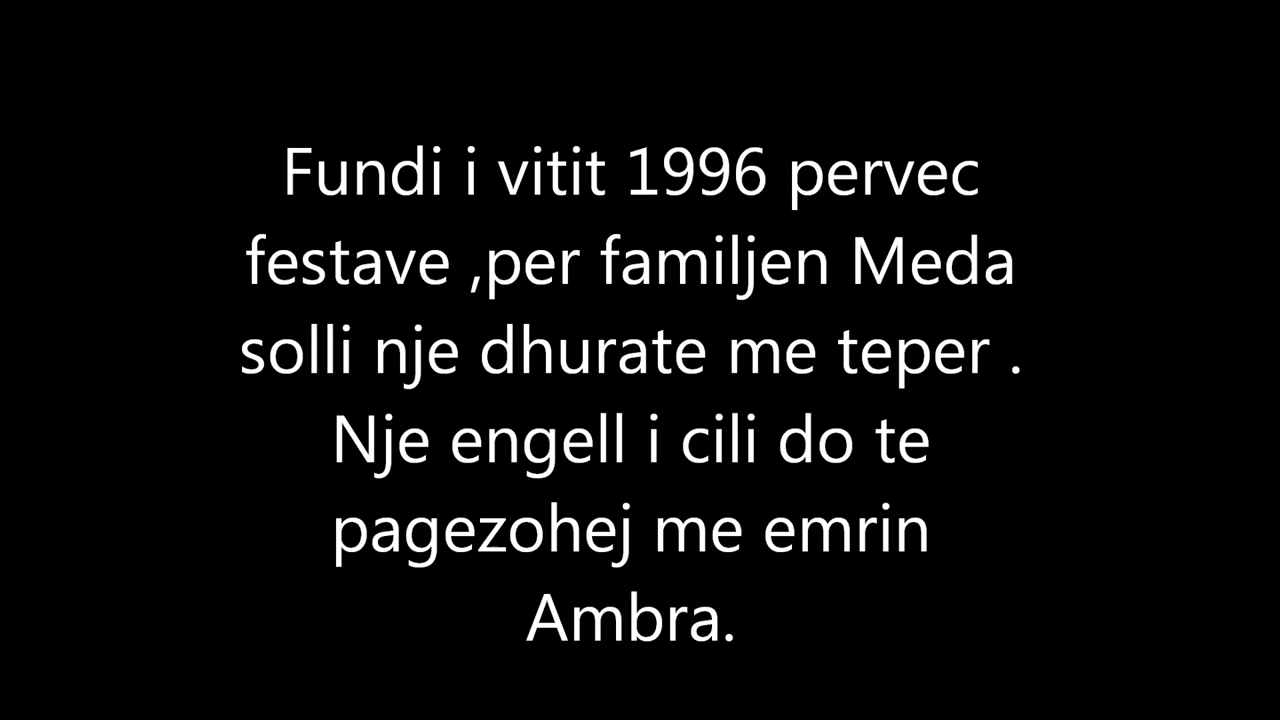 Fundi i vitit 1996 pervec
festave ,per familjen Meda
solli nje dhurate me teper .
Nje engell i cili do te
pagezohej me emrin
Ambra.